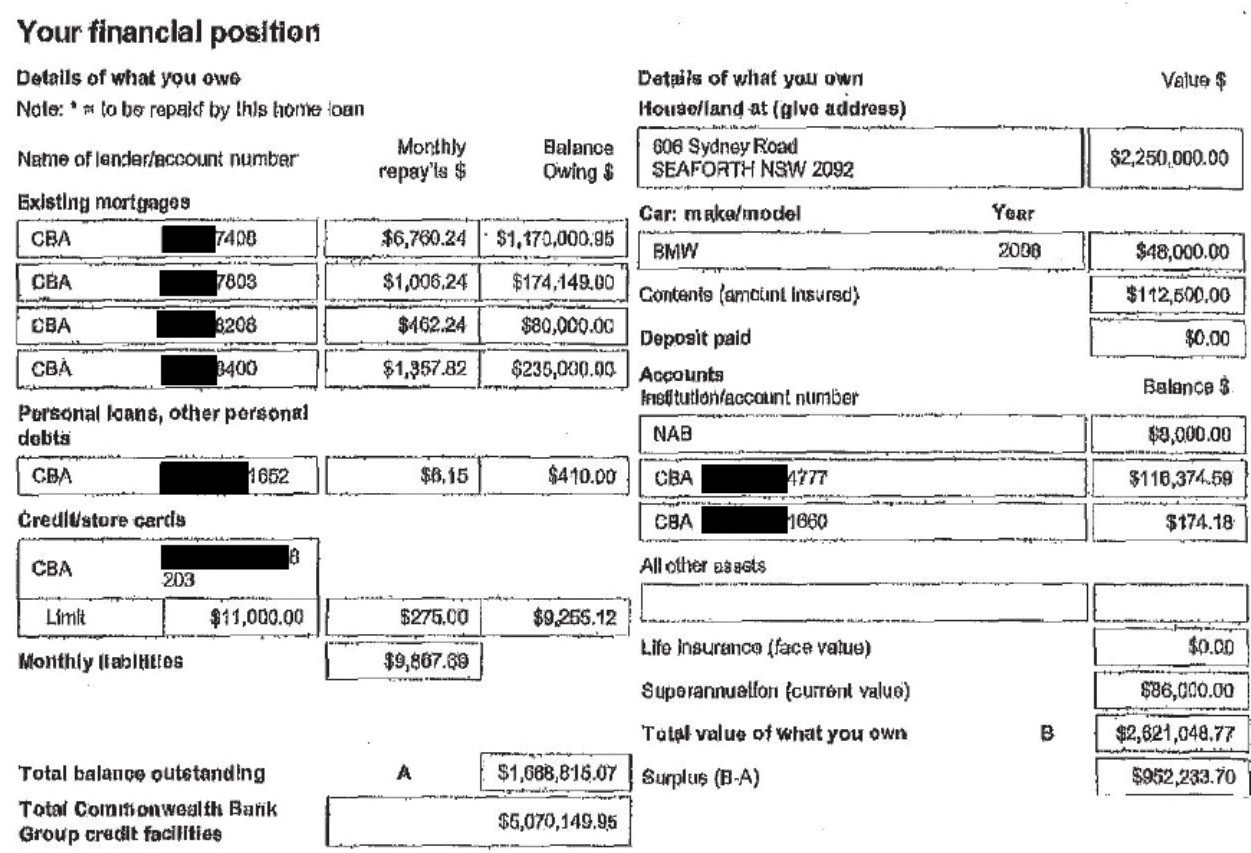 Your financial position
Details of what you owe
Note: * = to be repaid by this home loan
Name of lender/account number Monthly repay'ts $ Balance Owing $
Existing mortgages
CBA 7408 $6,760.24 $1,170,000.95
CBA 7803 $1,006.24 $174,149.00
CBA 8208 $462.24 $80,000.00
CBA 8400 $1,357.82 $235,000.00
Personal loans, other personal
debts
CBA 1652 $6.15 $410.00
Credit/store cards
CBA 8
203
Limit $11,000.00 $275.00 $9,255.12
Monthly liabilities $9,867.69
Total balance outstanding A $1,668,815.07
Total Commonwealth Bank
Group credit facilities $5,070,149.95
Details of what you own Value $
House/land at (give address)
606 Sydney Road
SEAFORTH NSW 2092 $2,250,000.00
Car: make/model Year
BMW 2008 $48,000.00
Contents (amount insured) $112,500.00
Deposit paid $0.00
Accounts
Institution/account number Balance $
NAB $8,000.00
CBA 4777 $116,374.59
CBA 1660 $174.18
All other assets
Life insurance (face value) $0.00
Superannuation (current value) $86,000.00
Total value of what you own B $2,621,048.77
Surplus (B-A) $952,233.70